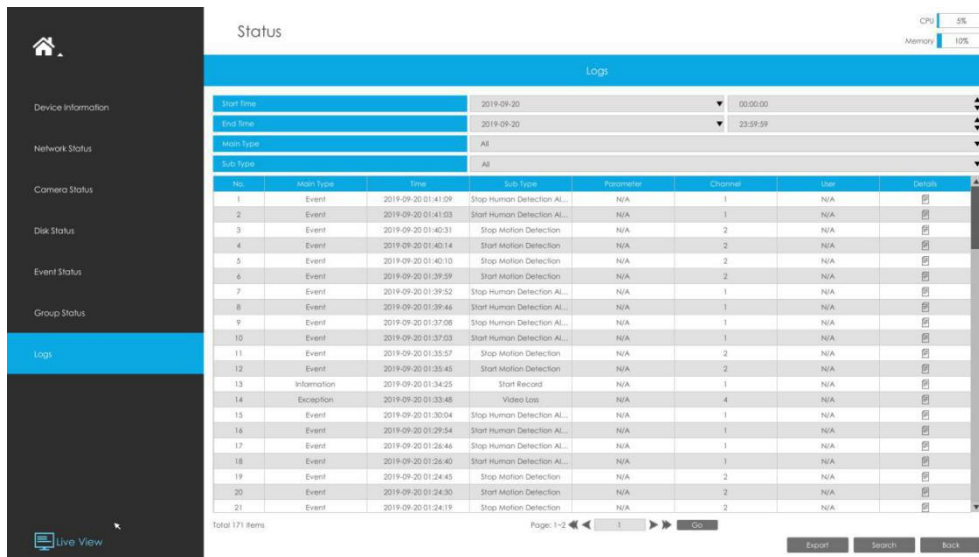 Status
CPU 5%
Memory 10%
Logs
Device Information
Network Status
Camera Status
Disk Status
Event Status
Group Status
Logs
Live View
Start Time 2019-09-20 00:00:00
End Time 2019-09-20 23:59:59
Main Type All
Sub Type All
No. Main Type Time Sub Type Parameter Channel User Details
1 Event 2019-09-20 01:41:09 Stop Human Detection Al... N/A 1 N/A
2 Event 2019-09-20 01:41:03 Start Human Detection Al... N/A 1 N/A
3 Event 2019-09-20 01:40:31 Stop Motion Detection N/A 2 N/A
4 Event 2019-09-20 01:40:14 Start Motion Detection N/A 2 N/A
5 Event 2019-09-20 01:40:10 Stop Motion Detection N/A 2 N/A
6 Event 2019-09-20 01:39:59 Start Motion Detection N/A 2 N/A
7 Event 2019-09-20 01:39:52 Stop Human Detection Al... N/A 1 N/A
8 Event 2019-09-20 01:39:46 Start Human Detection Al... N/A 1 N/A
9 Event 2019-09-20 01:37:08 Stop Human Detection Al... N/A 1 N/A
10 Event 2019-09-20 01:37:03 Start Human Detection Al... N/A 1 N/A
11 Event 2019-09-20 01:35:57 Stop Motion Detection N/A 2 N/A
12 Event 2019-09-20 01:35:45 Start Motion Detection N/A 2 N/A
13 Information 2019-09-20 01:34:25 Start Record N/A 1 N/A
14 Exception 2019-09-20 01:33:48 Video Loss N/A 4 N/A
15 Event 2019-09-20 01:30:04 Stop Human Detection Al... N/A 1 N/A
16 Event 2019-09-20 01:29:54 Start Human Detection Al... N/A 1 N/A
17 Event 2019-09-20 01:26:46 Stop Human Detection Al... N/A 1 N/A
18 Event 2019-09-20 01:26:40 Start Human Detection Al... N/A 1 N/A
19 Event 2019-09-20 01:24:45 Stop Motion Detection N/A 2 N/A
20 Event 2019-09-20 01:24:30 Start Motion Detection N/A 2 N/A
21 Event 2019-09-20 01:24:19 Stop Motion Detection N/A 2 N/A
Total 171 items Page: 1~2 1 Go
Export Search Back